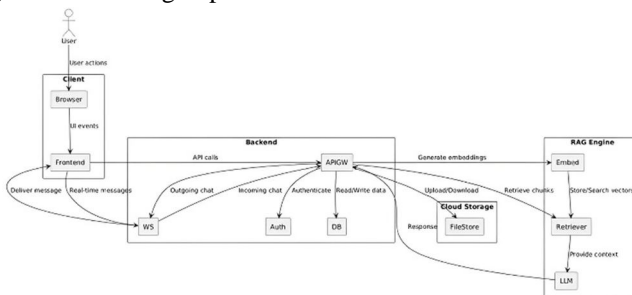 User
User actions
Client
Browser
UI events
Frontend
Deliver message
Real-time messages
Backend
API calls
APIGW
Outgoing chat
Incoming chat
Authenticate
Read/Write data
WS
Auth
DB
Generate embeddings
Upload/Download
Retrieve chunks
Cloud Storage
FileStore
Response
RAG Engine
Embed
Store/Search vector
Retriever
Provide context
LLM